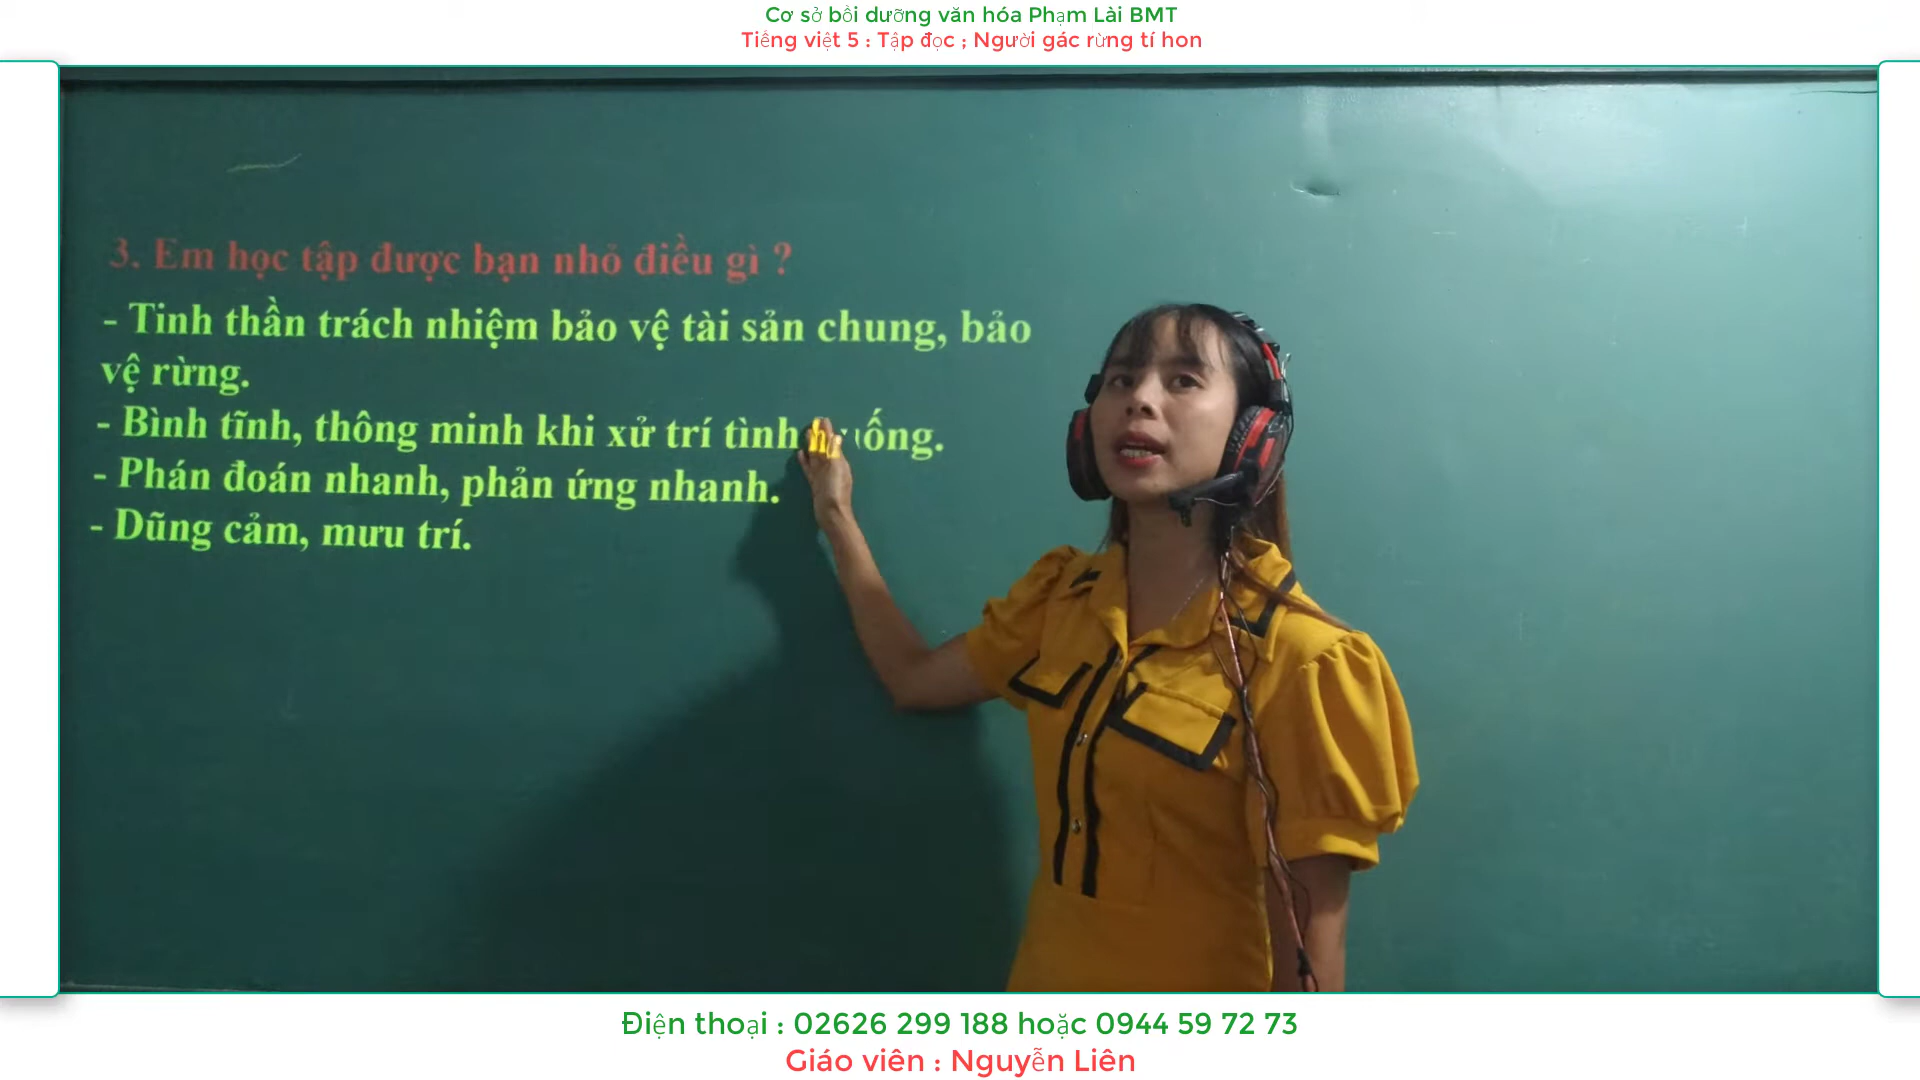 Cơ sở bồi dưỡng văn hóa Phạm Lài BMT
Tiếng việt 5 : Tập đọc ; Người gác rừng tí hon
3. Em học tập được bạn nhỏ điều gì ?
- Tinh thần trách nhiệm bảo vệ tài sản chung, bảo
vệ rừng.
- Bình tĩnh, thông minh khi xử trí tình huống.
- Phán đoán nhanh, phản ứng nhanh.
- Dũng cảm, mưu trí.
Điện thoại : 02626 299 188 hoặc 0944 59 72 73
Giáo viên : Nguyễn Liên